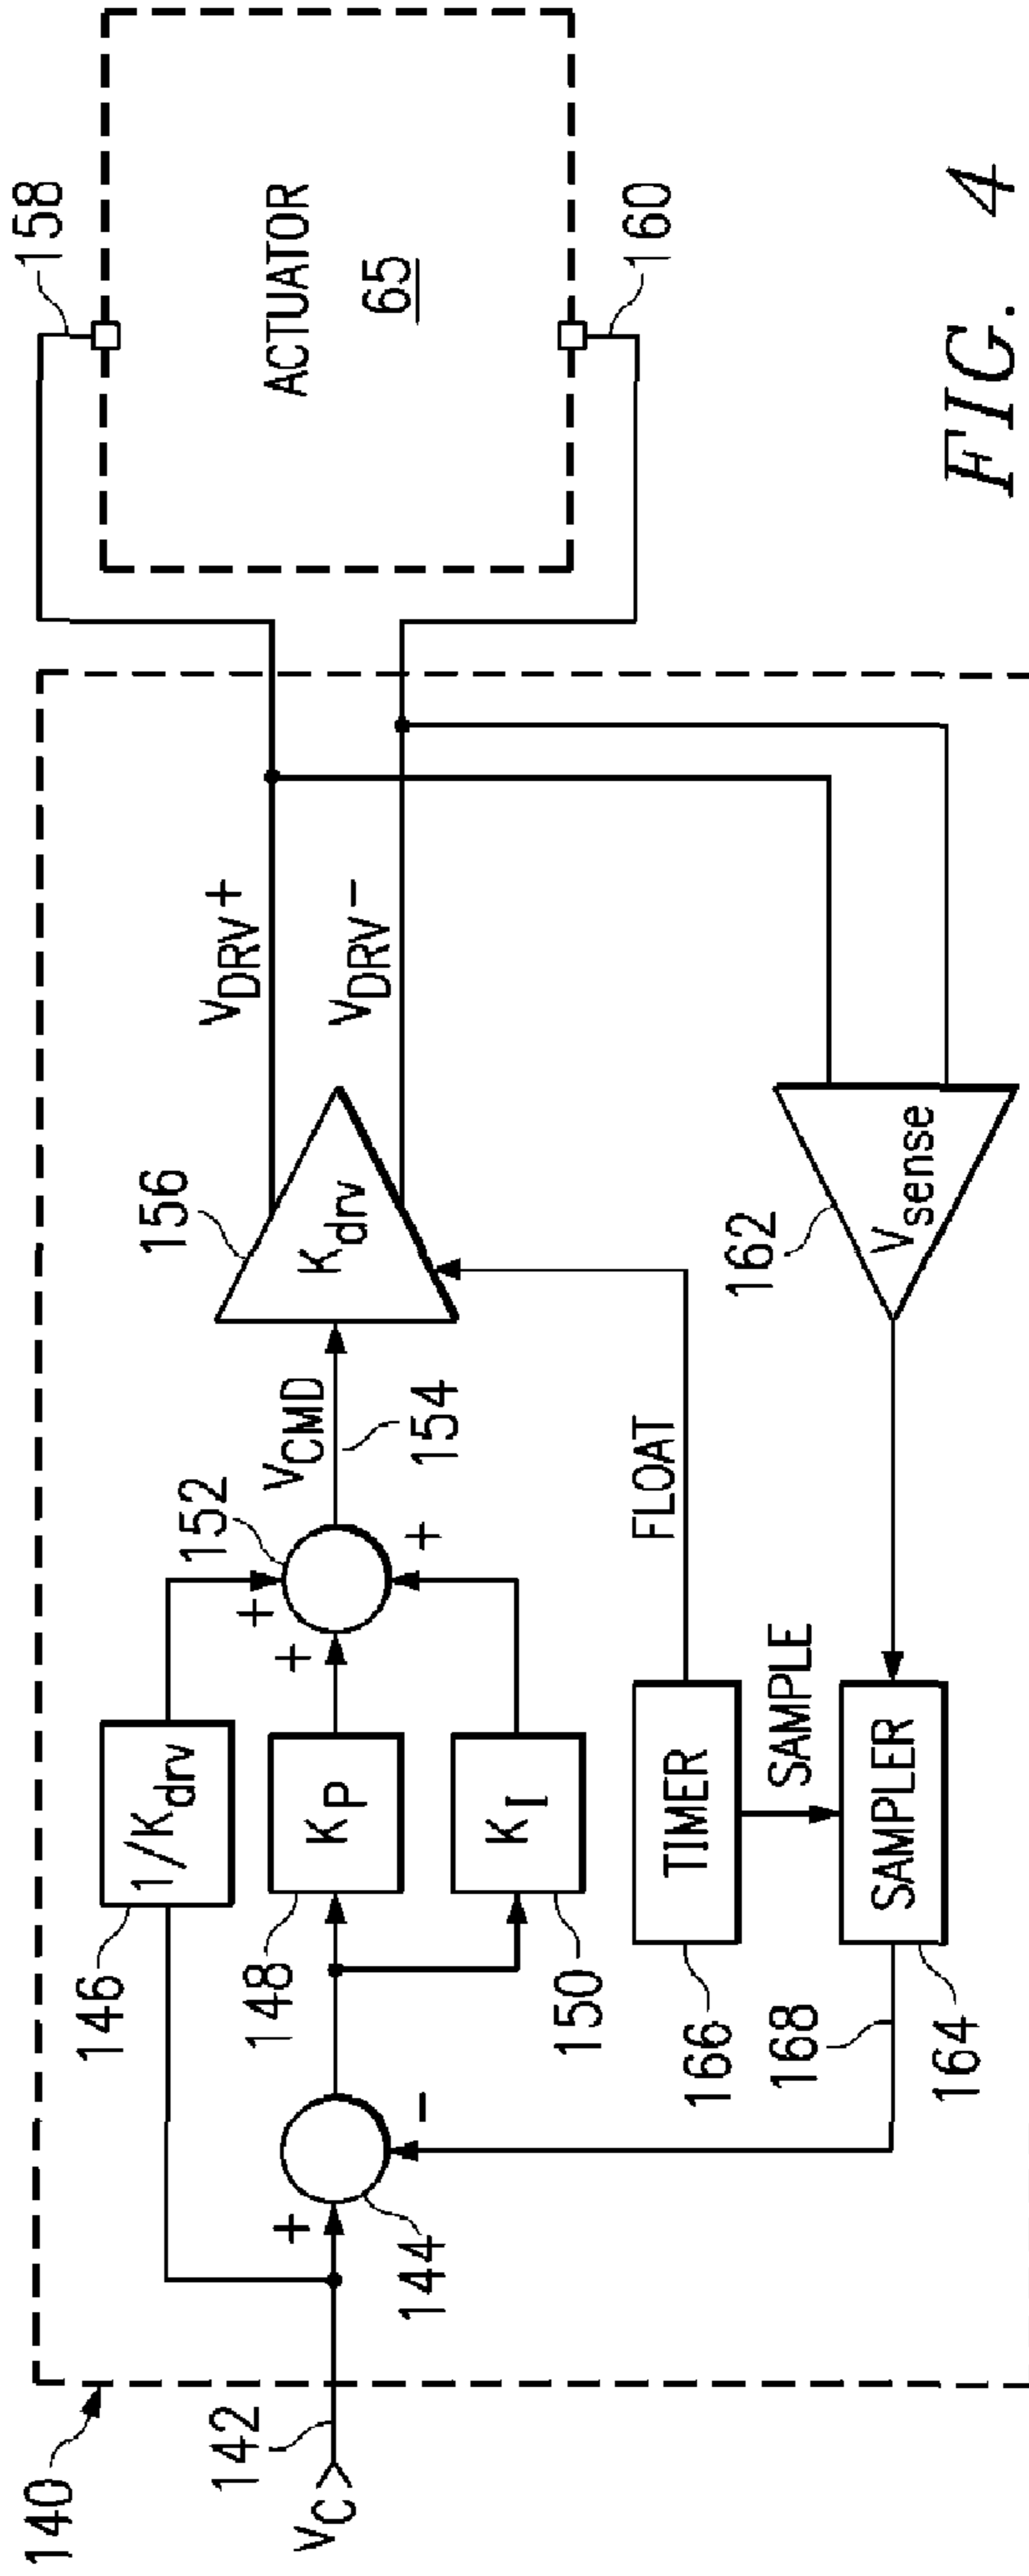 140
V_C
142
144
+
-
146
1/K_drv
148
K_P
150
K_I
152
+
+
+
V_CMD
154
156
K_drv
V_DRV+
V_DRV-
158
ACTUATOR
65
160
FLOAT
166
TIMER
SAMPLE
168
SAMPLER
164
162
V_sense
FIG. 4